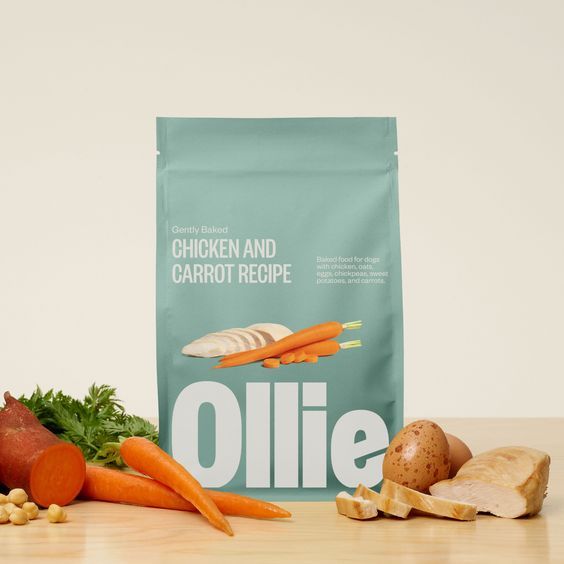 Gently Baked
CHICKEN AND
CARROT RECIPE
Baked food for dogs
with chicken, oats,
eggs, chickpeas, sweet
potatoes, and carrots.
Ollie